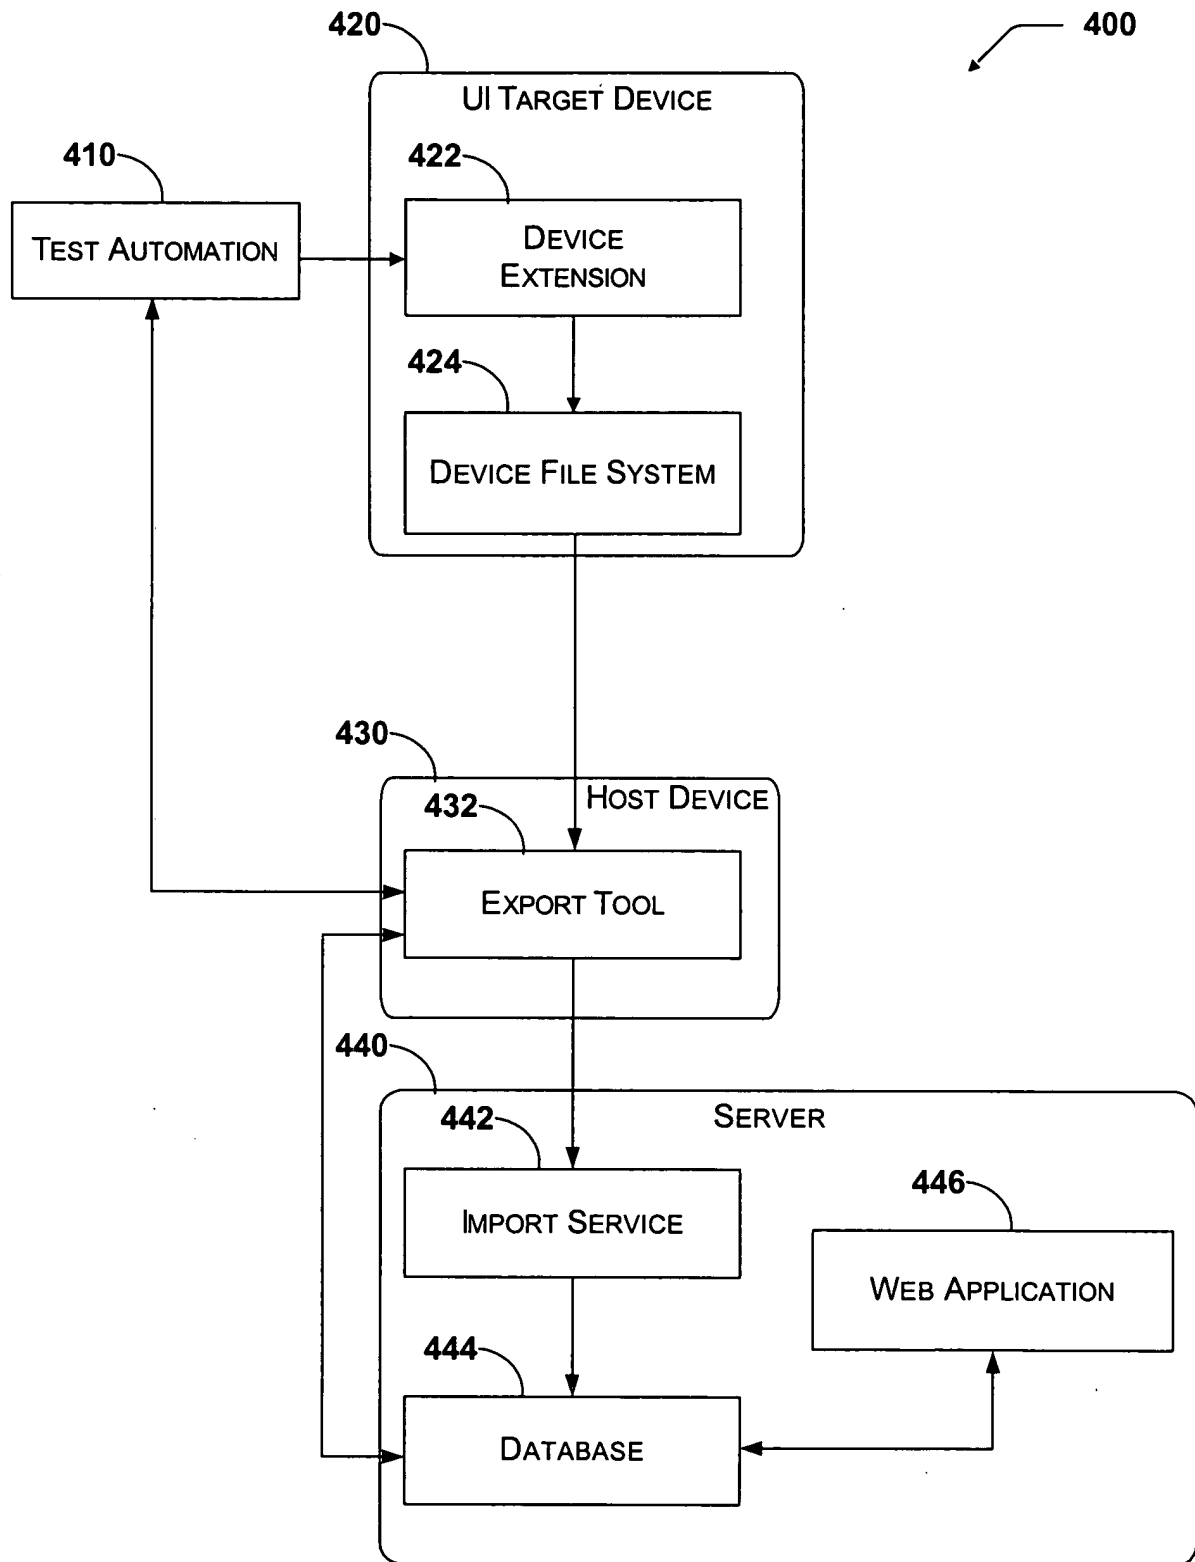 420
400
UI TARGET DEVICE
410
422
TEST AUTOMATION
DEVICE
EXTENSION
424
DEVICE FILE SYSTEM
430
HOST DEVICE
432
EXPORT TOOL
440
SERVER
442
IMPORT SERVICE
446
WEB APPLICATION
444
DATABASE